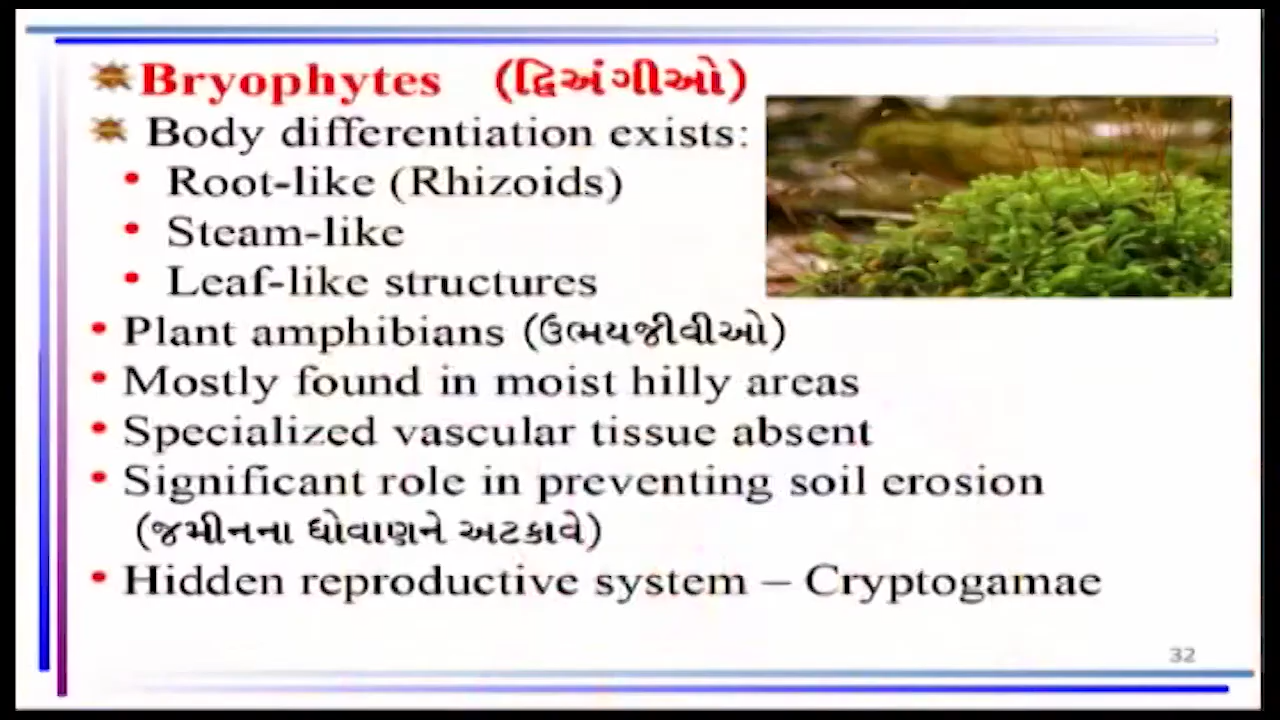 Bryophytes (દ્વિઅંગીઓ)
Body differentiation exists:
• Root-like (Rhizoids)
• Steam-like
• Leaf-like structures
• Plant amphibians (ઉભયજીવીઓ)
• Mostly found in moist hilly areas
• Specialized vascular tissue absent
• Significant role in preventing soil erosion
(જમીનના ધોવાણને અટકાવે)
• Hidden reproductive system – Cryptogamae
32